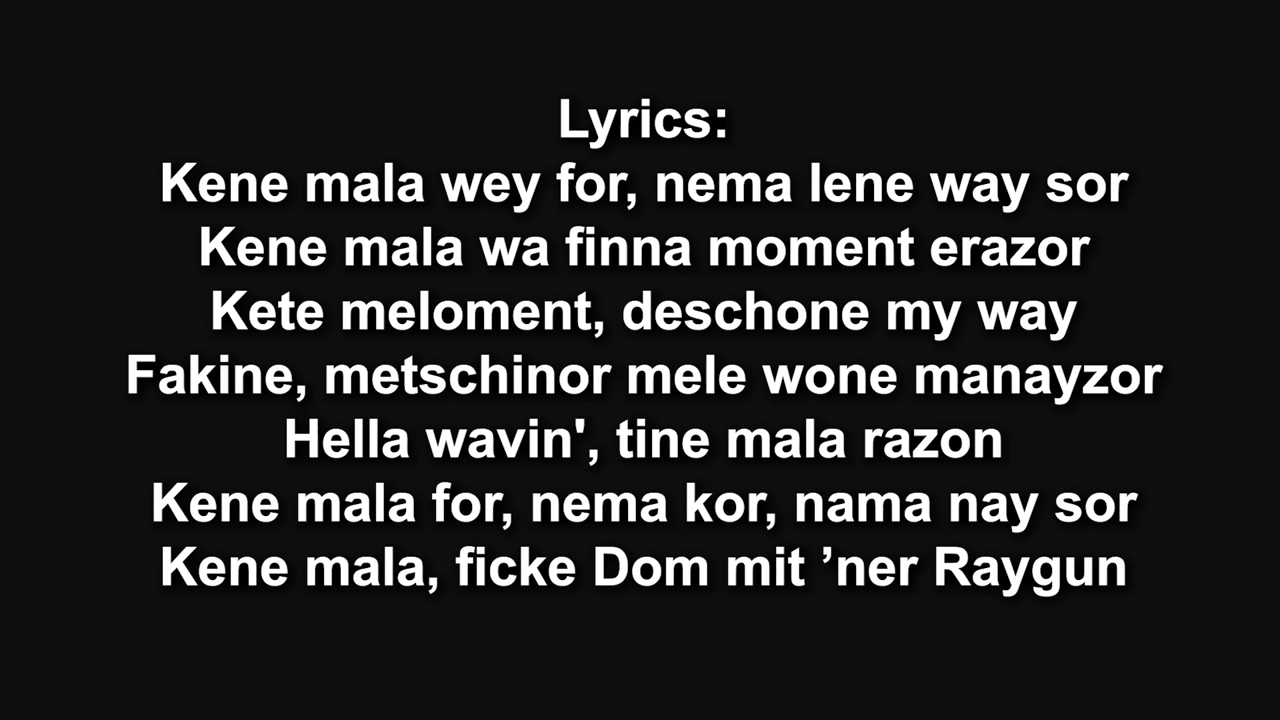 Lyrics:
Kene mala wey for, nema lene way sor
Kene mala wa finna moment erazor
Kete meloment, deschone my way
Fakine, metschinor mele wone manayzor
Hella wavin', tine mala razon
Kene mala for, nema kor, nama nay sor
Kene mala, ficke Dom mit ’ner Raygun